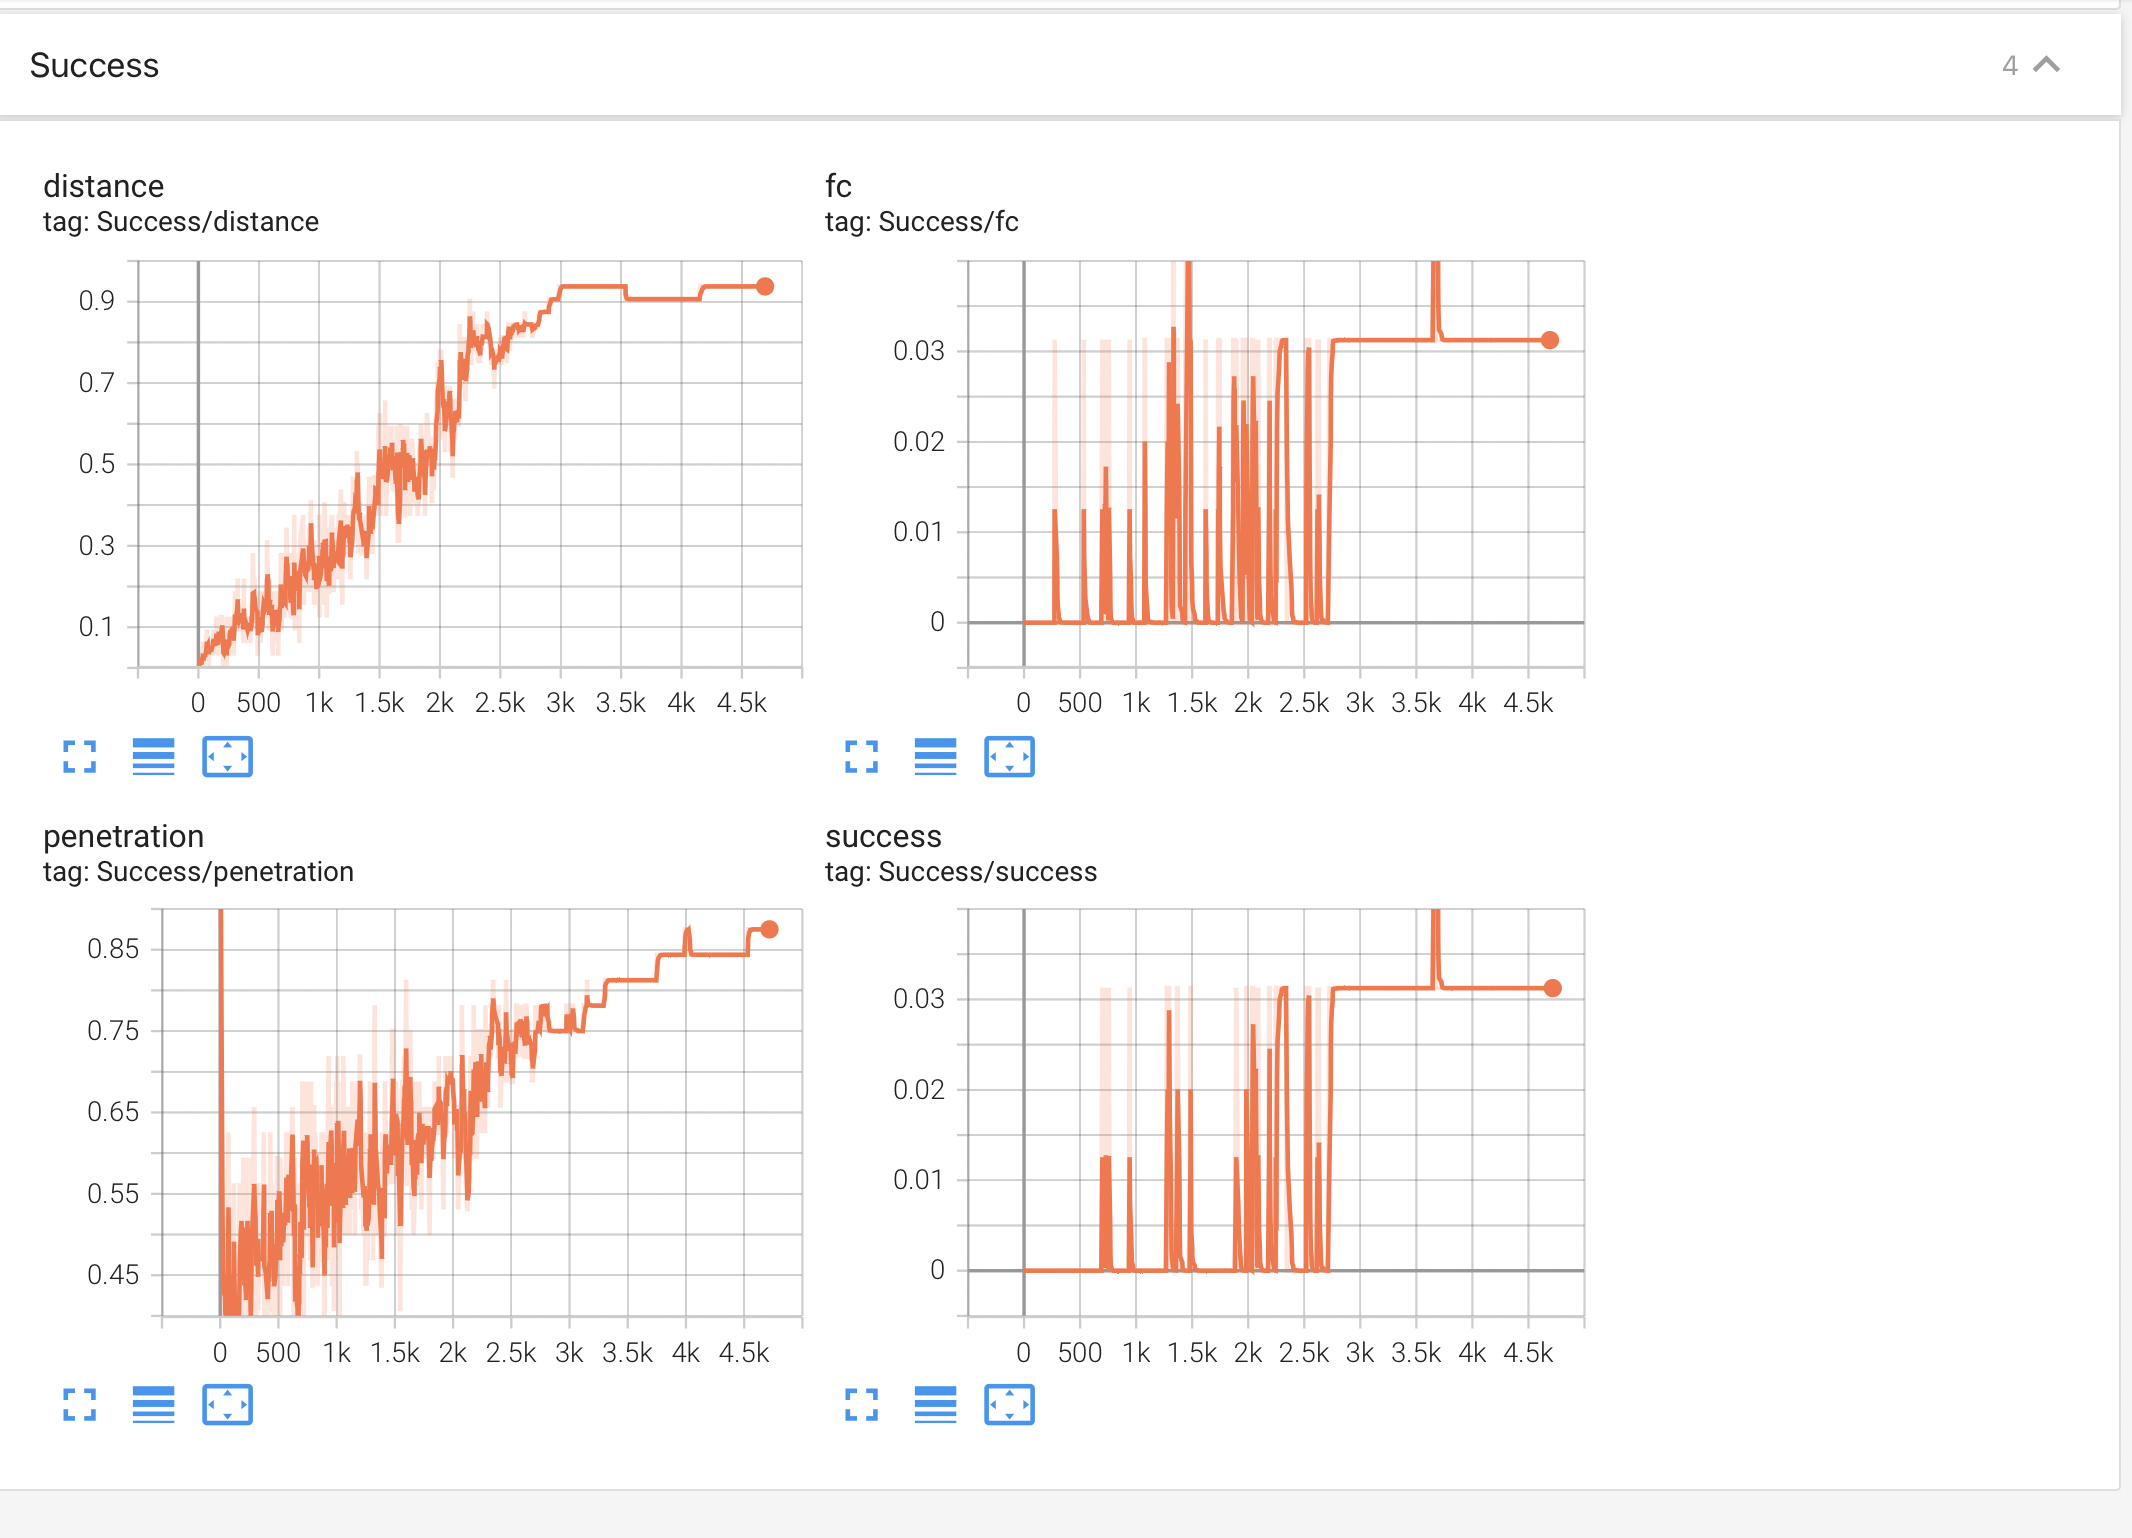 Success
4
distance
tag: Success/distance
0.9
0.7
0.5
0.3
0.1
0 500 1k 1.5k 2k 2.5k 3k 3.5k 4k 4.5k
fc
tag: Success/fc
0.03
0.02
0.01
0
0 500 1k 1.5k 2k 2.5k 3k 3.5k 4k 4.5k
penetration
tag: Success/penetration
0.85
0.75
0.65
0.55
0.45
0 500 1k 1.5k 2k 2.5k 3k 3.5k 4k 4.5k
success
tag: Success/success
0.03
0.02
0.01
0
0 500 1k 1.5k 2k 2.5k 3k 3.5k 4k 4.5k